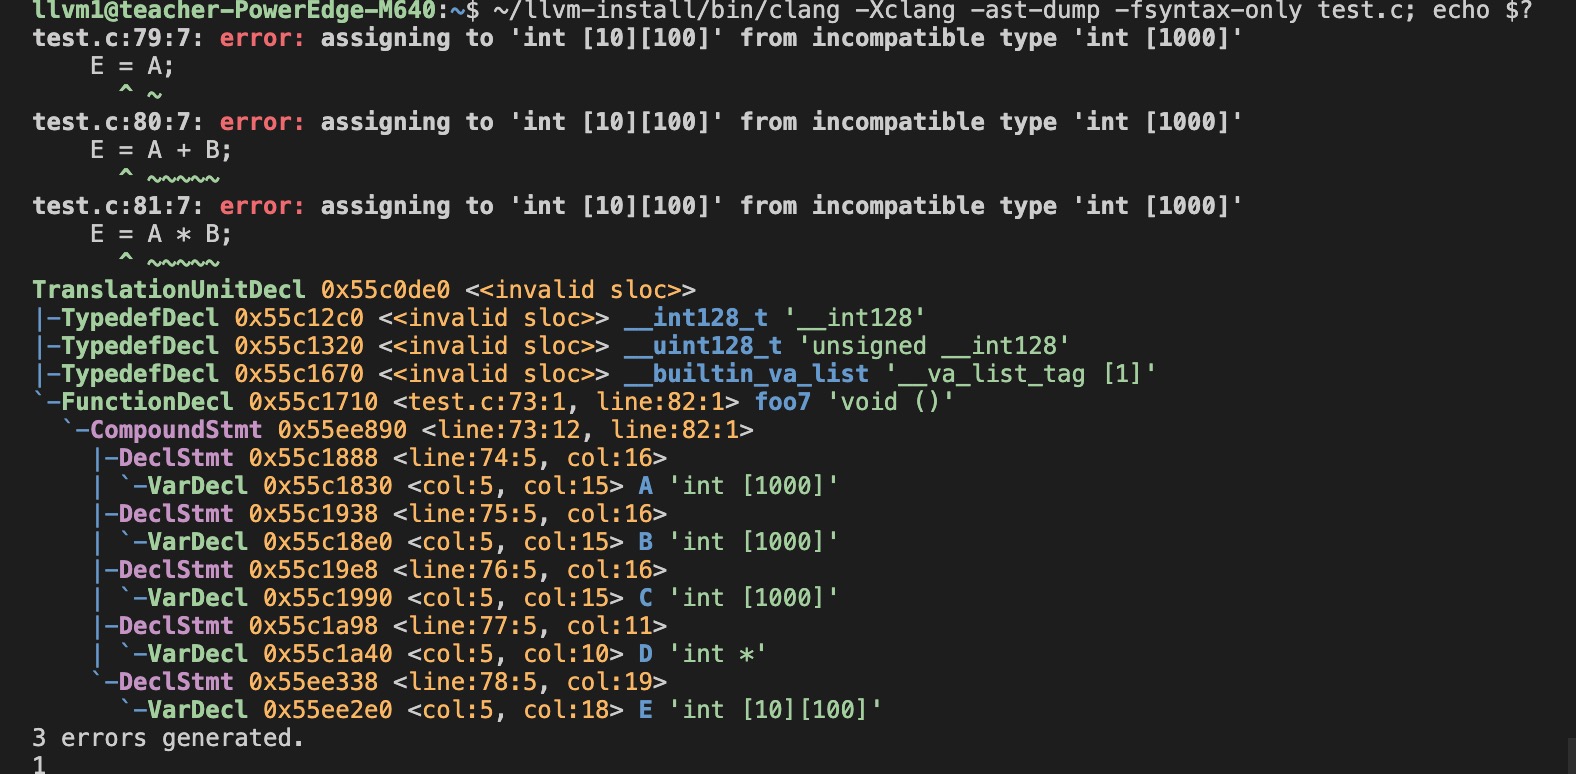 llvm1@teacher-PowerEdge-M640:~$ ~/llvm-install/bin/clang -Xclang -ast-dump -fsyntax-only test.c; echo $?
test.c:79:7: error: assigning to 'int [10][100]' from incompatible type 'int [1000]'
    E = A;
      ^ ~
test.c:80:7: error: assigning to 'int [10][100]' from incompatible type 'int [1000]'
    E = A + B;
      ^ ~~~~~
test.c:81:7: error: assigning to 'int [10][100]' from incompatible type 'int [1000]'
    E = A * B;
      ^ ~~~~~
TranslationUnitDecl 0x55c0de0 <<invalid sloc>>
|-TypedefDecl 0x55c12c0 <<invalid sloc>> __int128_t '__int128'
|-TypedefDecl 0x55c1320 <<invalid sloc>> __uint128_t 'unsigned __int128'
|-TypedefDecl 0x55c1670 <<invalid sloc>> __builtin_va_list '__va_list_tag [1]'
`-FunctionDecl 0x55c1710 <test.c:73:1, line:82:1> foo7 'void ()'
  `-CompoundStmt 0x55ee890 <line:73:12, line:82:1>
    |-DeclStmt 0x55c1888 <line:74:5, col:16>
    | `-VarDecl 0x55c1830 <col:5, col:15> A 'int [1000]'
    |-DeclStmt 0x55c1938 <line:75:5, col:16>
    | `-VarDecl 0x55c18e0 <col:5, col:15> B 'int [1000]'
    |-DeclStmt 0x55c19e8 <line:76:5, col:16>
    | `-VarDecl 0x55c1990 <col:5, col:15> C 'int [1000]'
    |-DeclStmt 0x55c1a98 <line:77:5, col:11>
    | `-VarDecl 0x55c1a40 <col:5, col:10> D 'int *'
    `-DeclStmt 0x55ee338 <line:78:5, col:19>
      `-VarDecl 0x55ee2e0 <col:5, col:18> E 'int [10][100]'
3 errors generated.
1